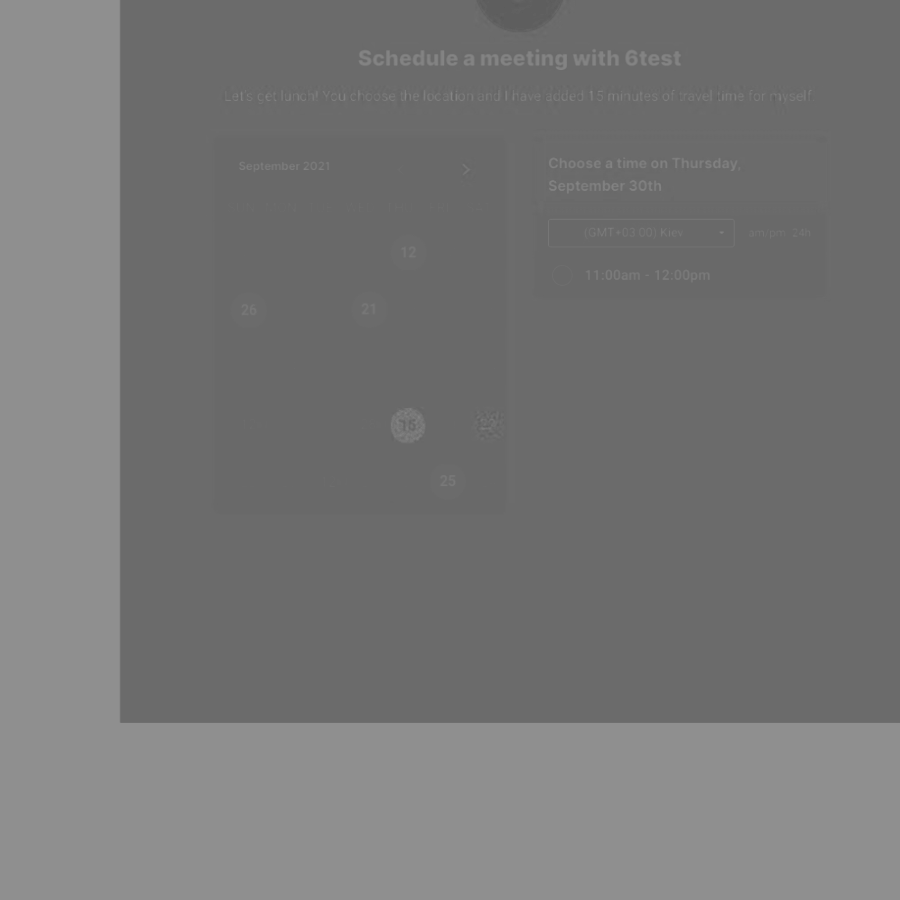 Schedule a meeting with 6test
Let's get lunch! You choose the location and I have added 15 minutes of travel time for myself
September 2021
12
26
21
25
Choose a time on Thursday,
September 30th
(GMT+03:00) Kiev
am/pm 24h
11:00am - 12:00pm